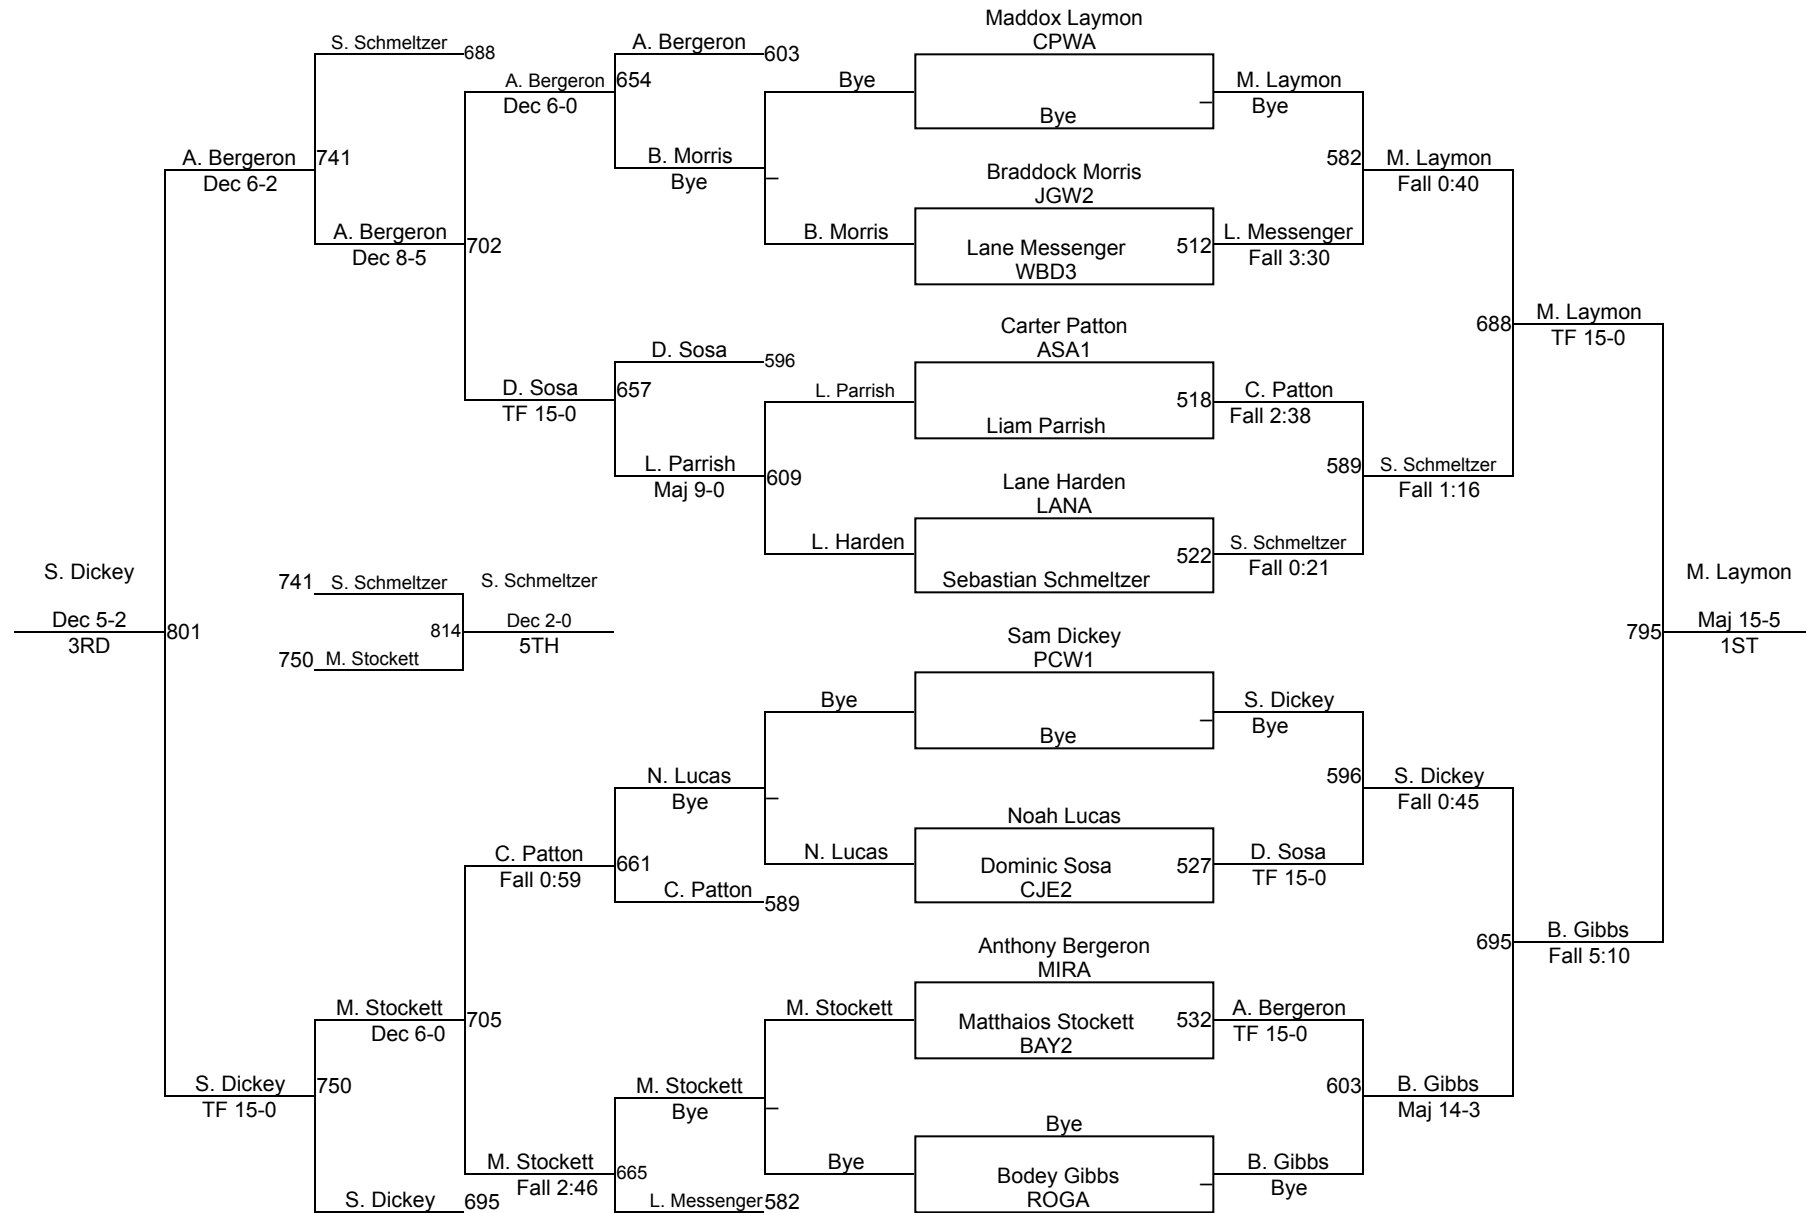 Maddox Laymon
CPWA
S. Schmeltzer
688
A. Bergeron
603
A. Bergeron
654
Dec 6-0
Bye
Bye
M. Laymon
Bye
A. Bergeron
741
Dec 6-2
B. Morris
Bye
Braddock Morris
JGW2
582
M. Laymon
Fall 0:40
A. Bergeron
702
Dec 8-5
B. Morris
Lane Messenger
WBD3
512
L. Messenger
Fall 3:30
Carter Patton
ASA1
688
M. Laymon
TF 15-0
D. Sosa
596
D. Sosa
657
TF 15-0
L. Parrish
Liam Parrish
518
C. Patton
Fall 2:38
L. Parrish
609
Maj 9-0
Lane Harden
LANA
589
S. Schmeltzer
Fall 1:16
L. Harden
Sebastian Schmeltzer
522
S. Schmeltzer
Fall 0:21
S. Dickey
Dec 5-2
3RD
801
741
S. Schmeltzer
S. Schmeltzer
814
Dec 2-0
5TH
750
M. Stockett
M. Laymon
795
Maj 15-5
1ST
Sam Dickey
PCW1
Bye
Bye
S. Dickey
Bye
N. Lucas
Bye
Noah Lucas
596
S. Dickey
Fall 0:45
C. Patton
661
Fall 0:59
N. Lucas
Dominic Sosa
CJE2
527
D. Sosa
TF 15-0
C. Patton
589
Anthony Bergeron
MIRA
695
B. Gibbs
Fall 5:10
M. Stockett
705
Dec 6-0
M. Stockett
Matthaios Stockett
BAY2
532
A. Bergeron
TF 15-0
S. Dickey
750
TF 15-0
M. Stockett
Bye
Bye
603
B. Gibbs
Maj 14-3
M. Stockett
665
Fall 2:46
Bye
Bodey Gibbs
ROGA
B. Gibbs
Bye
S. Dickey
695
L. Messenger
582